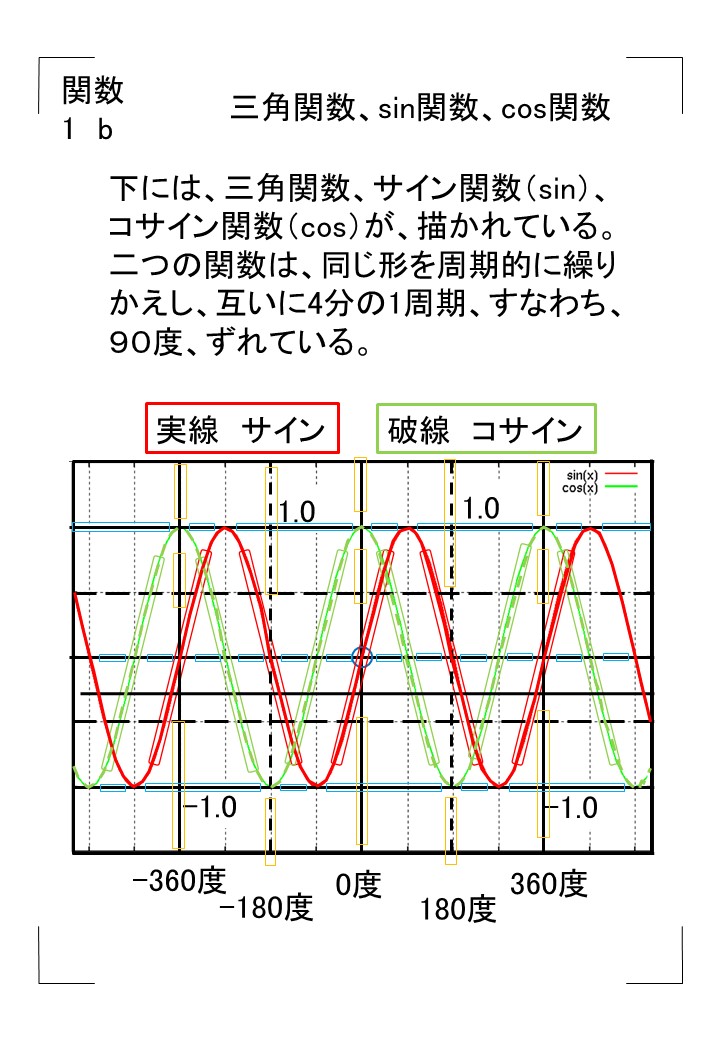 関数
1 b
三角関数、sin関数、cos関数
下には、三角関数、サイン関数（sin）、
コサイン関数（cos）が、描かれている。
二つの関数は、同じ形を周期的に繰り
かえし、互いに4分の1周期、すなわち、
９０度、ずれている。
実線 サイン
破線 コサイン
sin(x)
cos(x)
1.0
1.0
-1.0
-1.0
-360度
-180度
0度
180度
360度